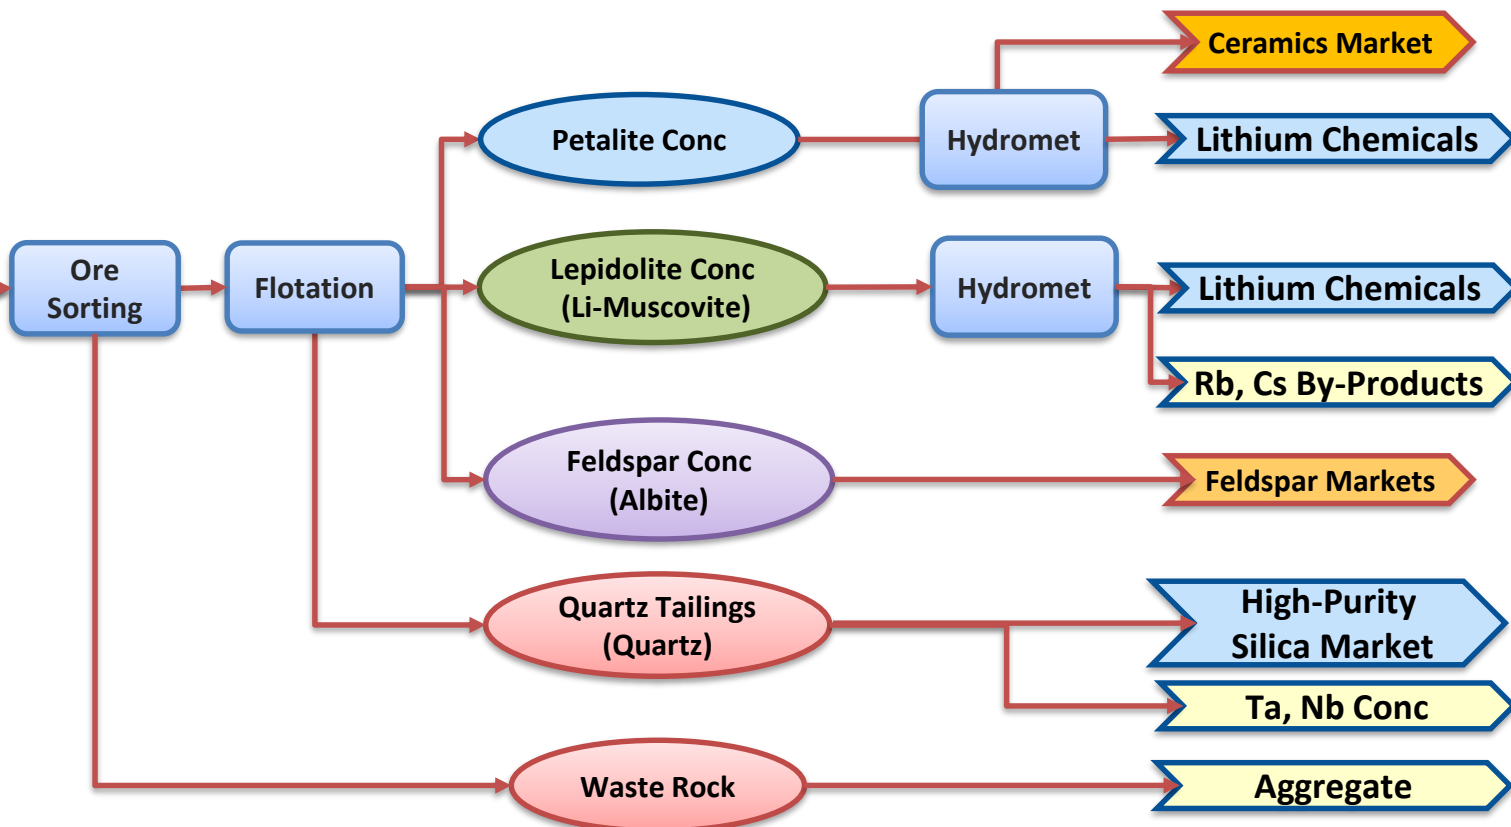 Ore
Sorting
Flotation
Petalite Conc
Hydromet
Ceramics Market
Lithium Chemicals
Lepidolite Conc
(Li-Muscovite)
Hydromet
Lithium Chemicals
Rb, Cs By-Products
Feldspar Conc
(Albite)
Feldspar Markets
Quartz Tailings
(Quartz)
High-Purity
Silica Market
Ta, Nb Conc
Waste Rock
Aggregate